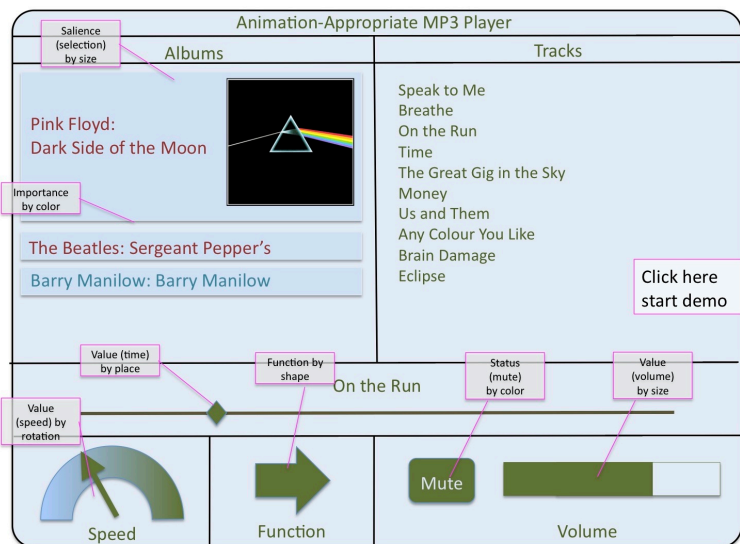 Animation-Appropriate MP3 Player
Salience
(selection)
by size
Albums
Tracks
Pink Floyd:
Dark Side of the Moon
Importance
by color
The Beatles: Sergeant Pepper's
Barry Manilow: Barry Manilow
Speak to Me
Breathe
On the Run
Time
The Great Gig in the Sky
Money
Us and Them
Any Colour You Like
Brain Damage
Eclipse
Click here
start demo
Value (time)
by place
Function by
shape
On the Run
Status
(mute)
by color
Value
(volume)
by size
Value
(speed) by
rotation
Speed
Function
Mute
Volume